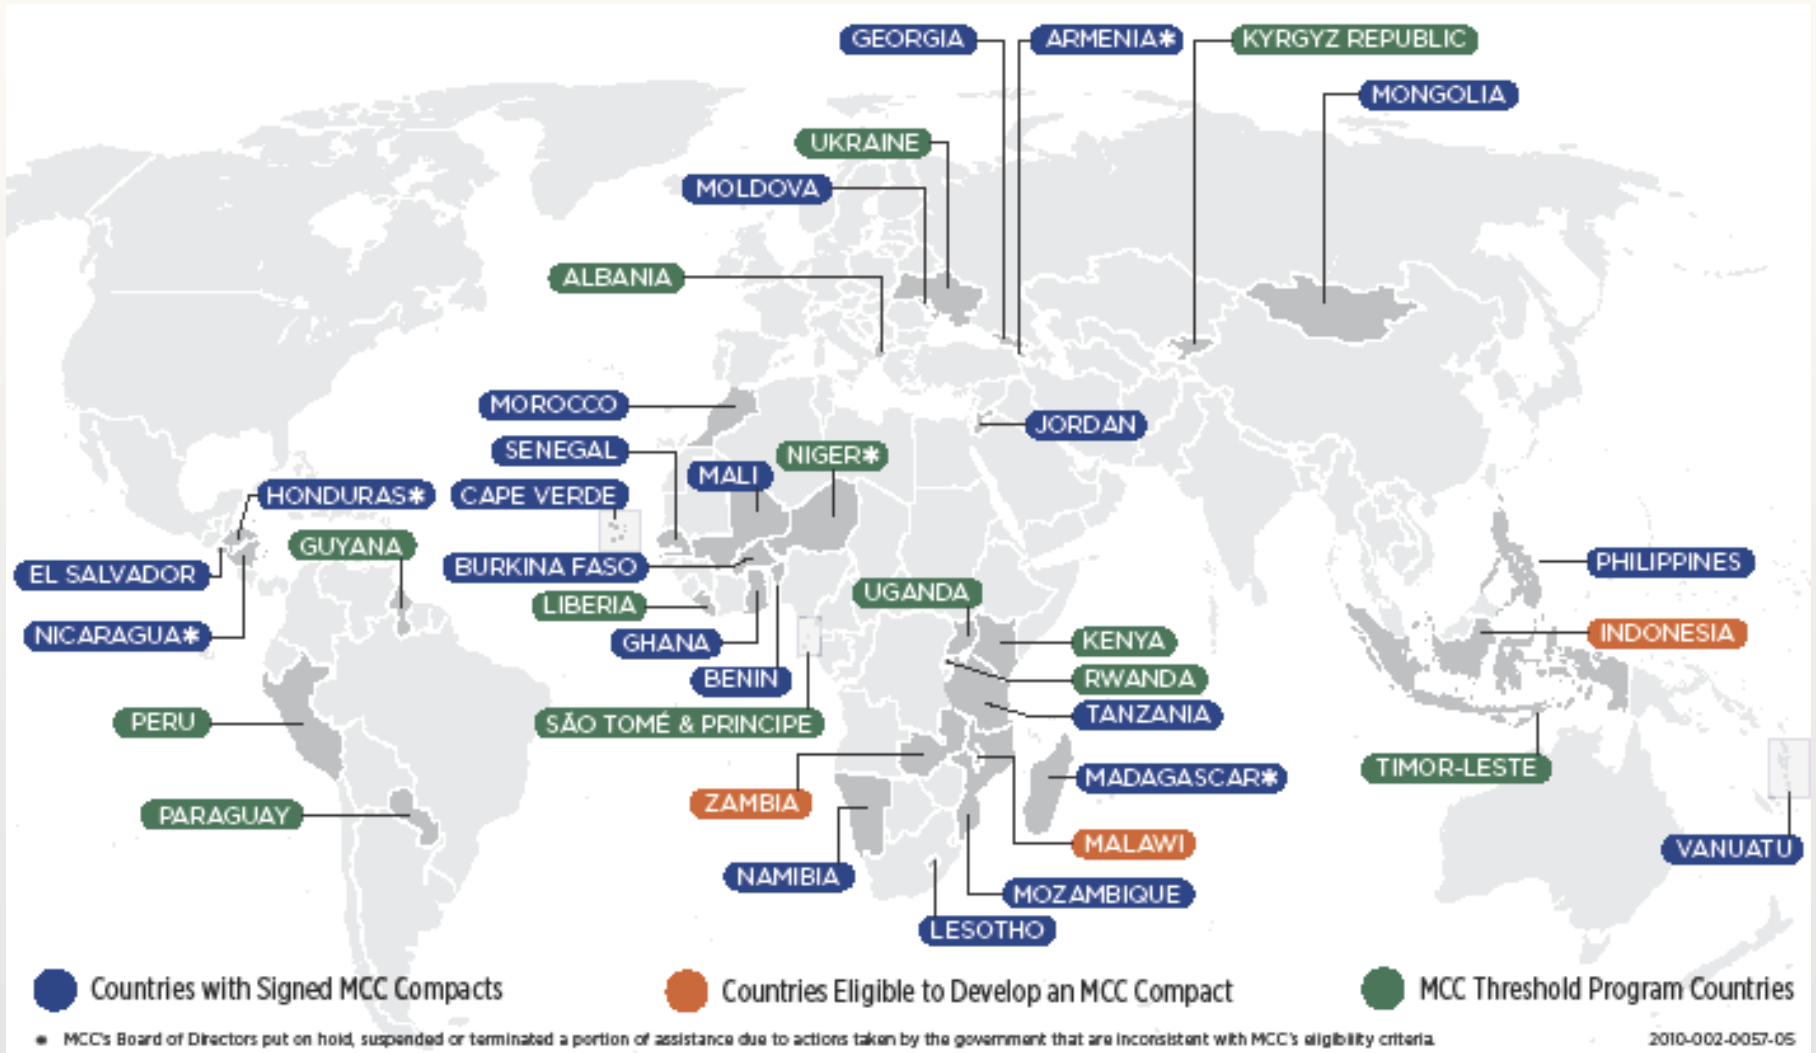 GEORGIA
ARMENIA*
KYRGYZ REPUBLIC
MONGOLIA
UKRAINE
MOLDOVA
ALBANIA
MOROCCO
JORDAN
SENEGAL
NIGER*
MALI
HONDURAS*
CAPE VERDE
GUYANA
EL SALVADOR
BURKINA FASO
PHILIPPINES
LIBERIA
UGANDA
NICARAGUA*
GHANA
KENYA
INDONESIA
BENIN
RWANDA
PERU
SÃO TOMÉ & PRINCIPE
TANZANIA
TIMOR-LESTE
MADAGASCAR*
ZAMBIA
PARAGUAY
MALAWI
VANUATU
NAMIBIA
MOZAMBIQUE
LESOTHO
Countries with Signed MCC Compacts
Countries Eligible to Develop an MCC Compact
MCC Threshold Program Countries
* MCC's Board of Directors put on hold, suspended or terminated a portion of assistance due to actions taken by the government that are inconsistent with MCC's eligibility criteria.
2010-002-0057-05